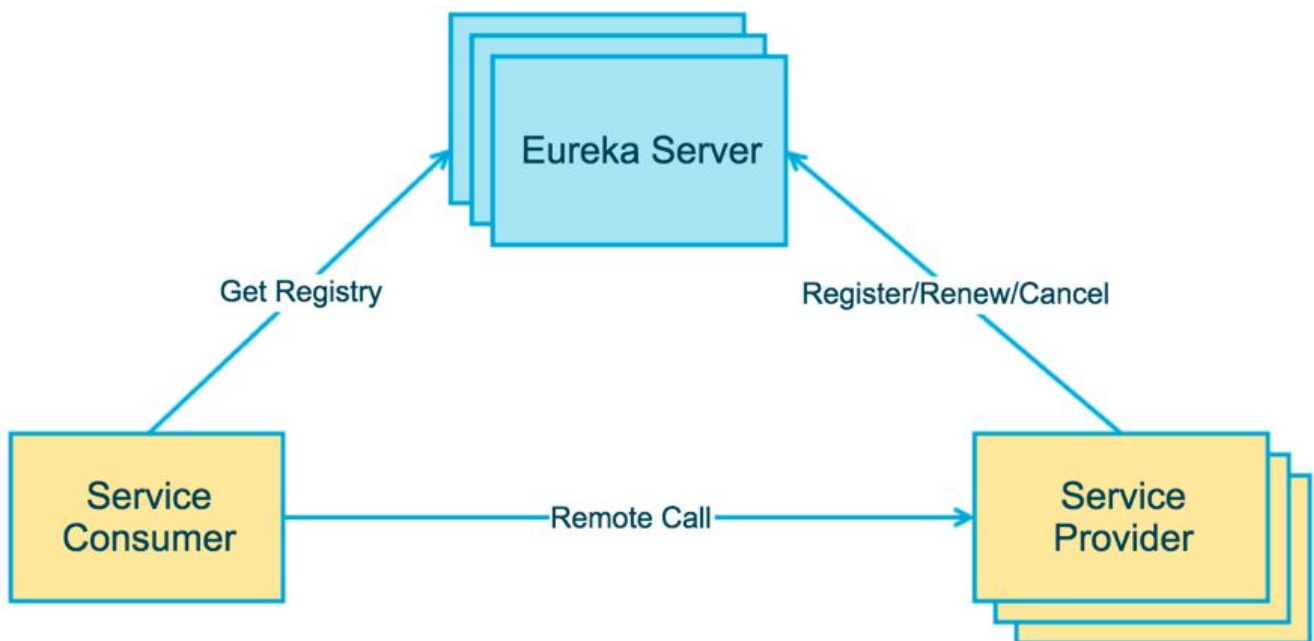 Eureka Server
Get Registry
Register/Renew/Cancel
Service
Consumer
Remote Call
Service
Provider